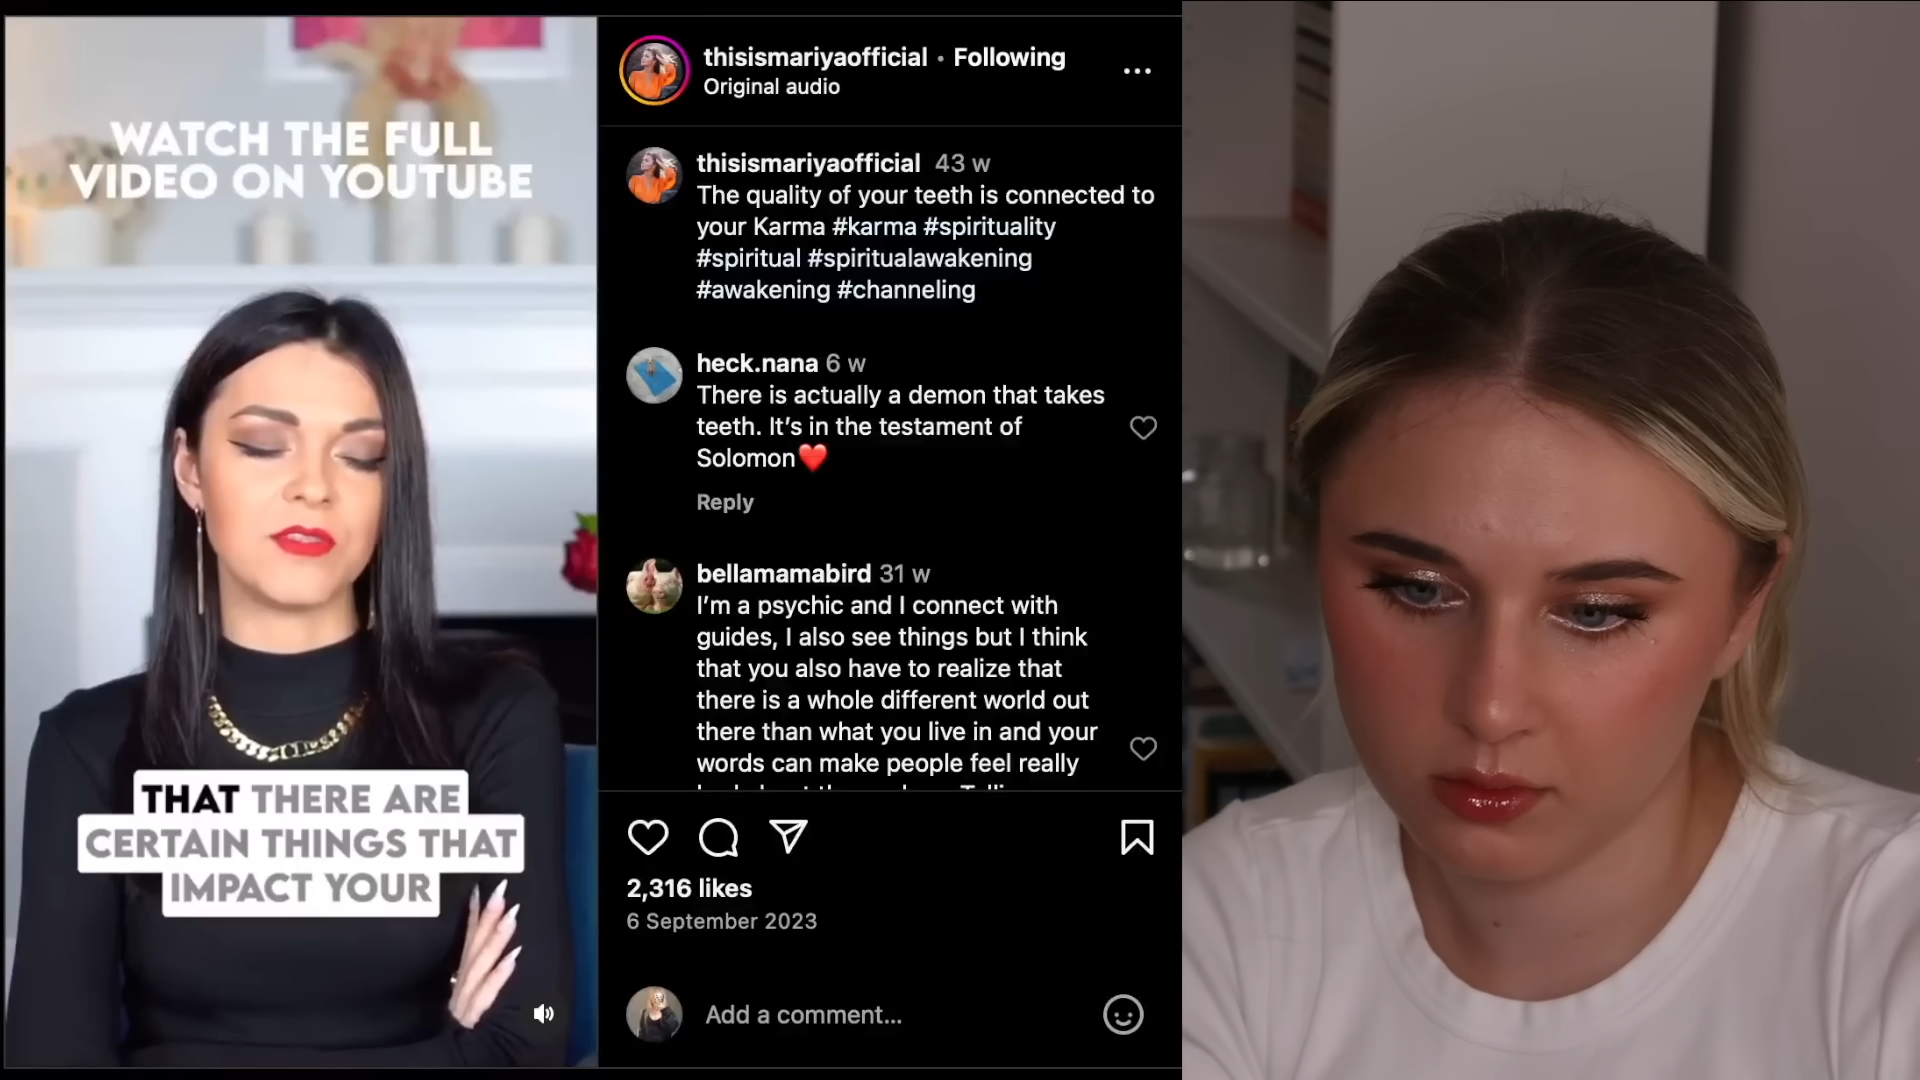 WATCH THE FULL
VIDEO ON YOUTUBE
THAT THERE ARE
CERTAIN THINGS THAT
IMPACT YOUR
thisismariyaofficial • Following
Original audio
thisismariyaofficial 43 w
The quality of your teeth is connected to
your Karma #karma #spirituality
#spiritual #spiritualawakening
#awakening #channeling
heck.nana 6 w
There is actually a demon that takes
teeth. It’s in the testament of
Solomon❤️
Reply
bellamamabird 31 w
I’m a psychic and I connect with
guides, I also see things but I think
that you also have to realize that
there is a whole different world out
there than what you live in and your
words can make people feel really
2,316 likes
6 September 2023
Add a comment...